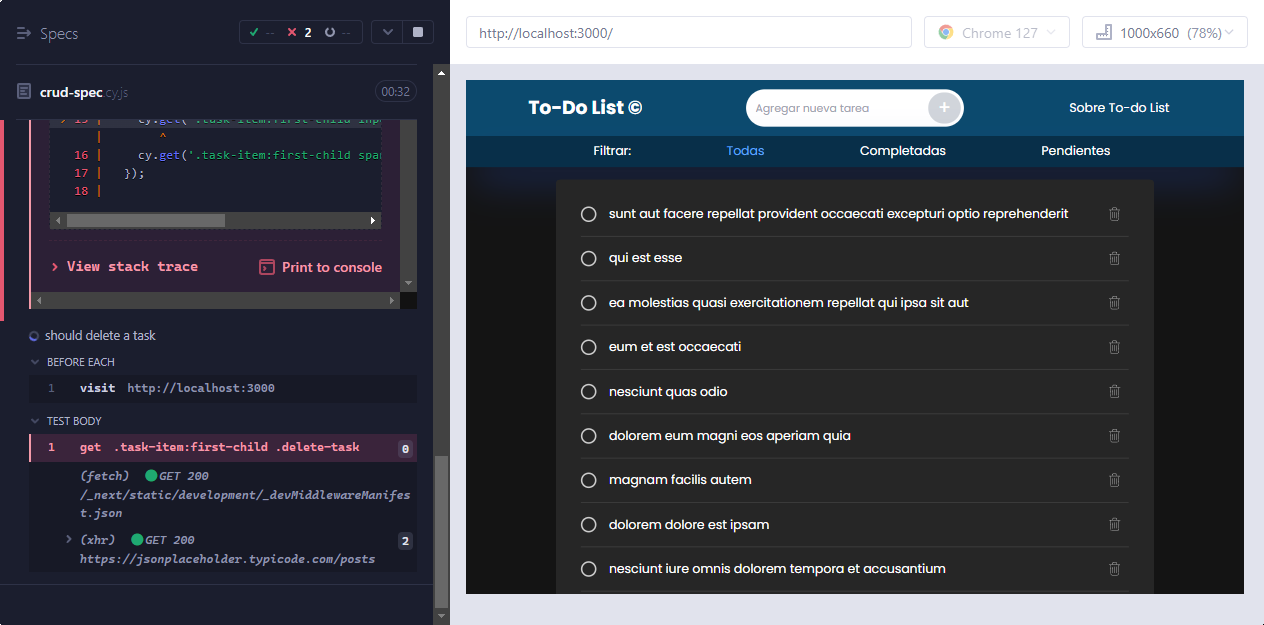 Specs
--
2
--
crud-spec.cy.js
00:32
> 15 | cy.get('.task-item:first-child inp
| ^
16 | cy.get('.task-item:first-child spa
17 | });
18 |
View stack trace
Print to console
should delete a task
BEFORE EACH
1 visit http://localhost:3000
TEST BODY
1 get .task-item:first-child .delete-task 0
(fetch) GET 200
/_next/static/development/_devMiddlewareManifes
t.json
(xhr) GET 200 2
https://jsonplaceholder.typicode.com/posts
http://localhost:3000/
Chrome 127
1000x660 (78%)
To-Do List ©
Agregar nueva tarea
+
Sobre To-do List
Filtrar:
Todas
Completadas
Pendientes
sunt aut facere repellat provident occaecati excepturi optio reprehenderit
qui est esse
ea molestias quasi exercitationem repellat qui ipsa sit aut
eum et est occaecati
nesciunt quas odio
dolorem eum magni eos aperiam quia
magnam facilis autem
dolorem dolore est ipsam
nesciunt iure omnis dolorem tempora et accusantium